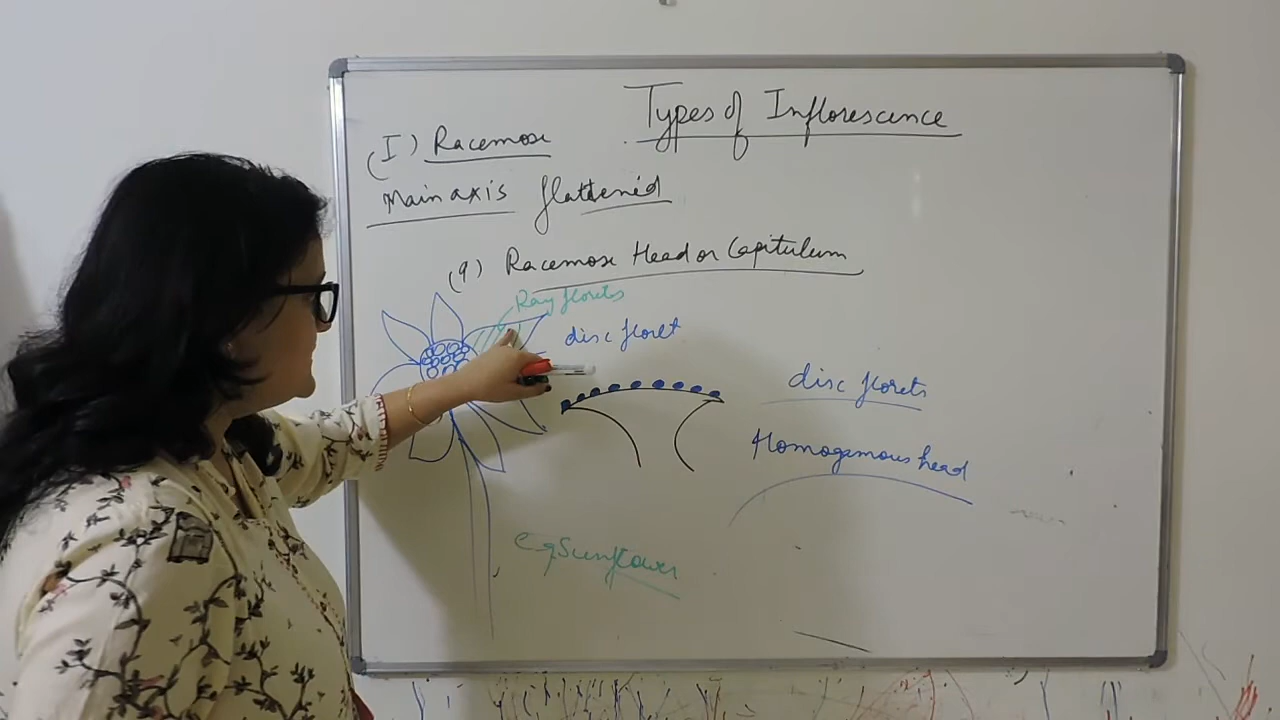 Types of Inflorescence
(I) Racemose
Main axis flattened
(9) Racemose Head or Capitulum
Ray florets
disc floret
disc florets
Homogamous head
e.g Sunflower